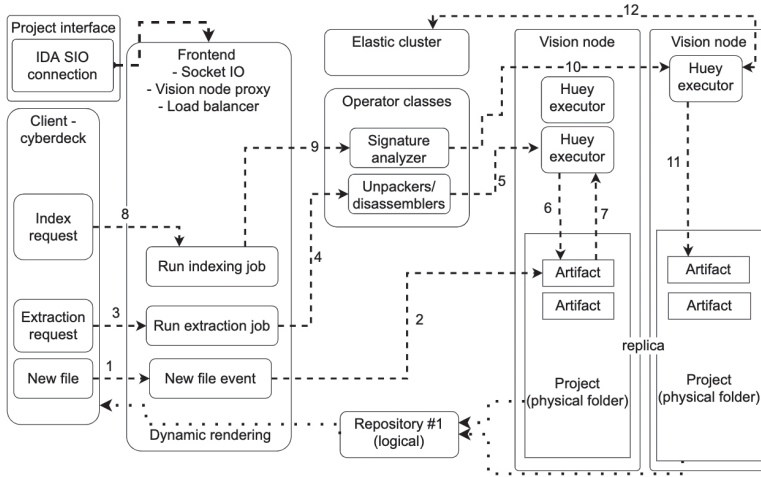 Project interface
IDA SIO
connection
Frontend
- Socket IO
- Vision node proxy
- Load balancer
Elastic cluster
12
Vision node
Vision node
Client -
cyberdeck
Operator classes
10
Huey
executor
Huey
executor
9
Signature
analyzer
Huey
executor
11
Unpackers/
disassemblers
5
Index
request
8
6
7
Run indexing job
4
Artifact
Artifact
Extraction
request
3
Run extraction job
2
Artifact
Artifact
replica
New file
1
New file event
Project
(physical folder)
Project
(physical folder)
Dynamic rendering
Repository #1
(logical)